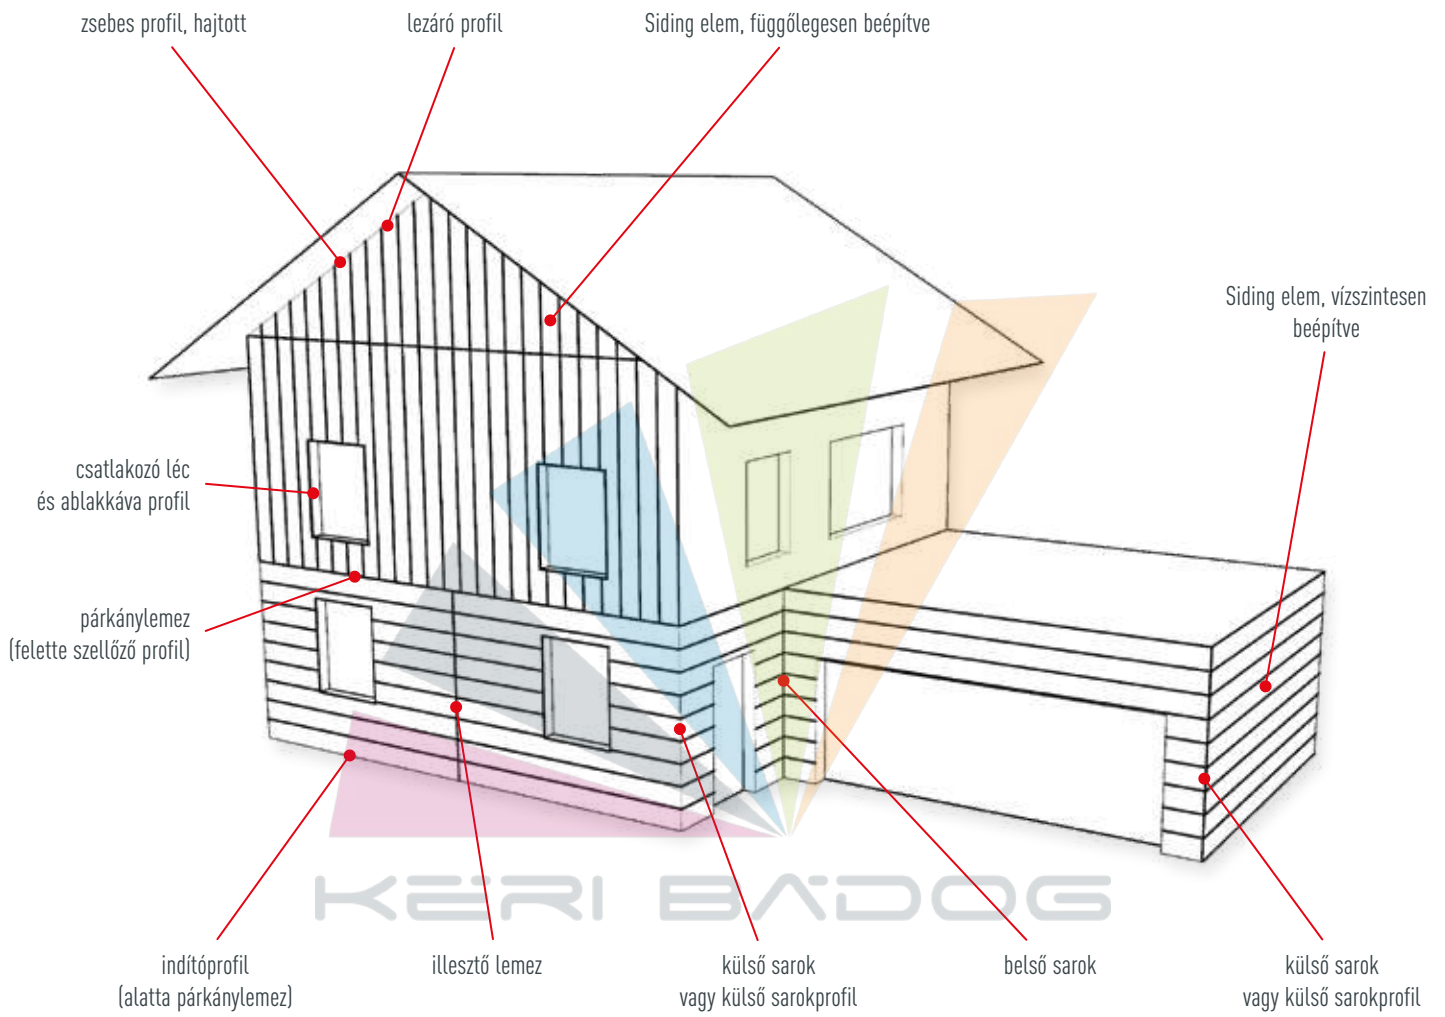 zsebes profil, hajtott
lezáró profil
Siding elem, függőlegesen beépítve
Siding elem, vízszintesen
beépítve
csatlakozó léc
és ablakkáva profil
párkánylemez
(felette szellőző profil)
KÉRI BÁDOG
indítóprofil
(alatta párkánylemez)
illesztő lemez
külső sarok
vagy külső sarokprofil
belső sarok
külső sarok
vagy külső sarokprofil